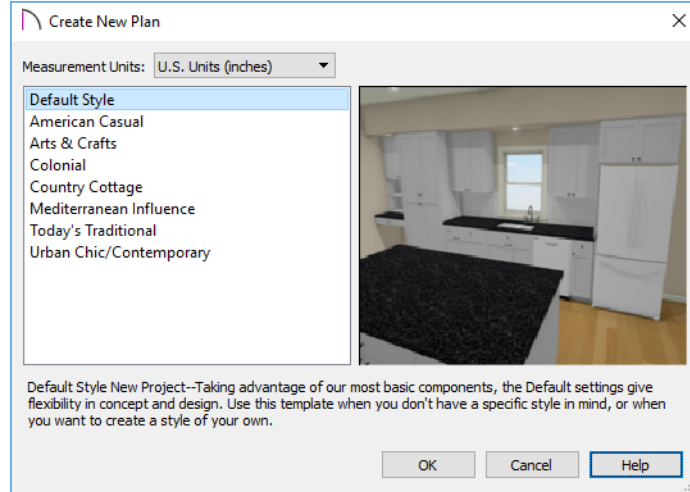 Create New Plan
Measurement Units: U.S. Units (inches)
Default Style
American Casual
Arts & Crafts
Colonial
Country Cottage
Mediterranean Influence
Today's Traditional
Urban Chic/Contemporary
Default Style New Project--Taking advantage of our most basic components, the Default settings give
flexibility in concept and design. Use this template when you don't have a specific style in mind, or when
you want to create a style of your own.
OK Cancel Help